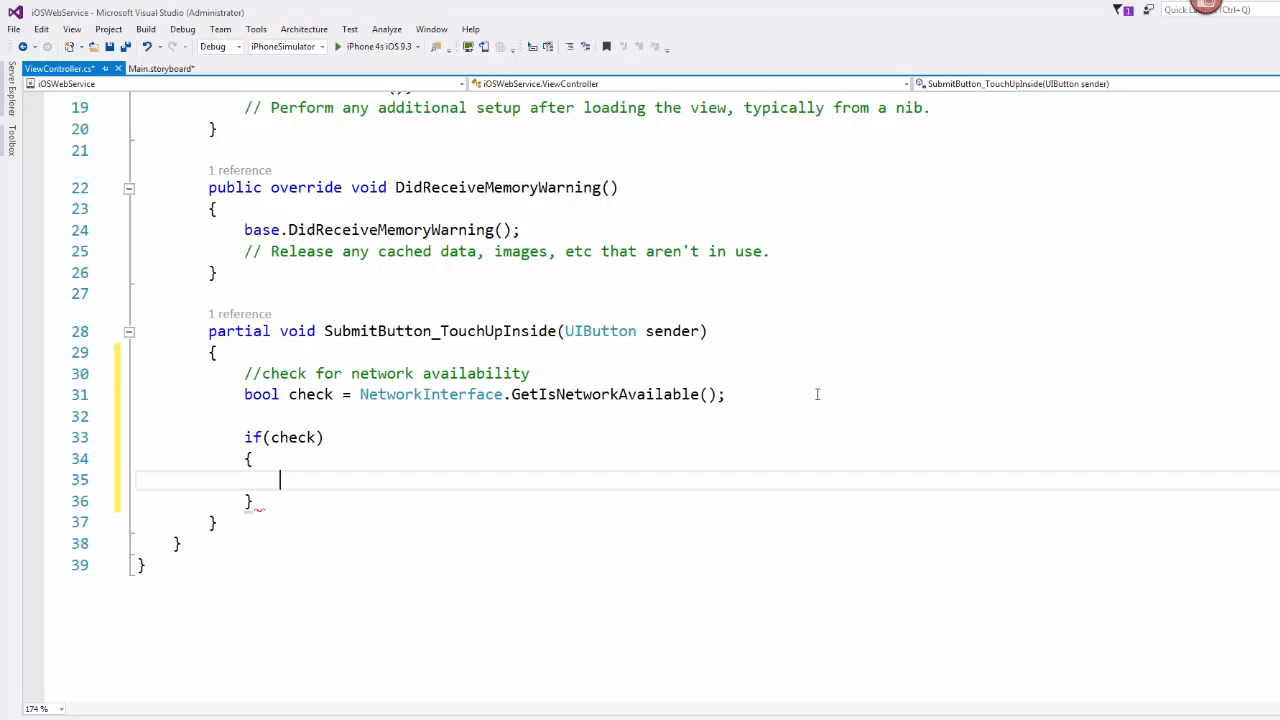 iOSWebService - Microsoft Visual Studio (Administrator)
File Edit View Project Build Debug Team Tools Architecture Test Analyze Window Help
Debug iPhoneSimulator iPhone 4s iOS 9.3
ViewController.cs* Main.storyboard*
iOSWebService iOSWebService.ViewController SubmitButton_TouchUpInside(UIButton sender)
Server Explorer
Toolbox
19 // Perform any additional setup after loading the view, typically from a nib.
20 }
21
1 reference
22 public override void DidReceiveMemoryWarning()
23 {
24 base.DidReceiveMemoryWarning();
25 // Release any cached data, images, etc that aren't in use.
26 }
27
1 reference
28 partial void SubmitButton_TouchUpInside(UIButton sender)
29 {
30 //check for network availability
31 bool check = NetworkInterface.GetIsNetworkAvailable();
32
33 if(check)
34 {
35
36 }
37 }
38 }
39 }
174 %